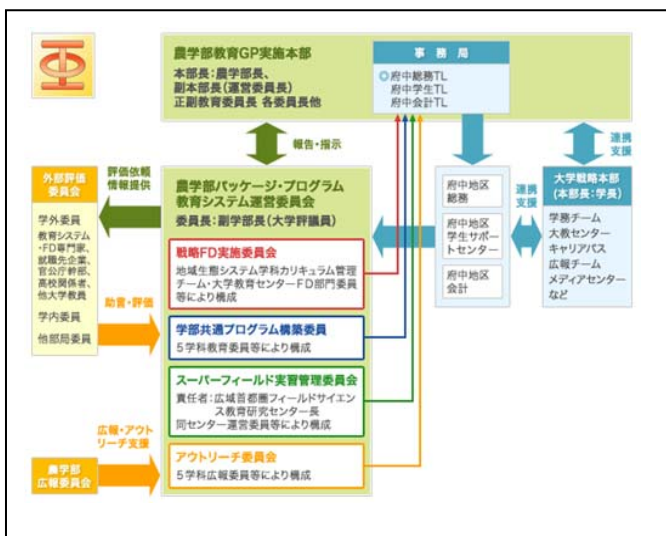 農学部教育GP実施本部
本部長：農学部長、
副本部長（運営委員長）
正副教育委員長 各委員長他
事務局
◎府中総務TL
府中学生TL
府中会計TL
報告・指示
連携
支援
外部評価
委員会
学外委員
教育システム
・FD専門家、
就職先企業、
官公庁幹部、
高校関係者、
他大学教員
学内委員
他部局委員
評価依頼
情報提供
助言・評価
農学部パッケージ・プログラム
教育システム運営委員会
委員長：副学部長（大学評議員）
戦略FD実施委員会
地域生態システム学科カリキュラム管理
チーム・大学教育センターFD部門委員
等により構成
学部共通プログラム構築委員
5学科教育委員等により構成
スーパーフィールド実習管理委員会
責任者：広域首都圏フィールドサイエン
ス教育研究センター長
同センター運営委員等により構成
アウトリーチ委員会
5学科広報委員等により構成
府中地区
総務
府中地区
学生サポー
トセンター
府中地区
会計
連携
支援
大学戦略本部
（本部長：学長）
学務チーム
大教センター
キャリアパス
広報チーム
メディアセンター
など
広報・アウト
リーチ支援
農学部
広報委員会